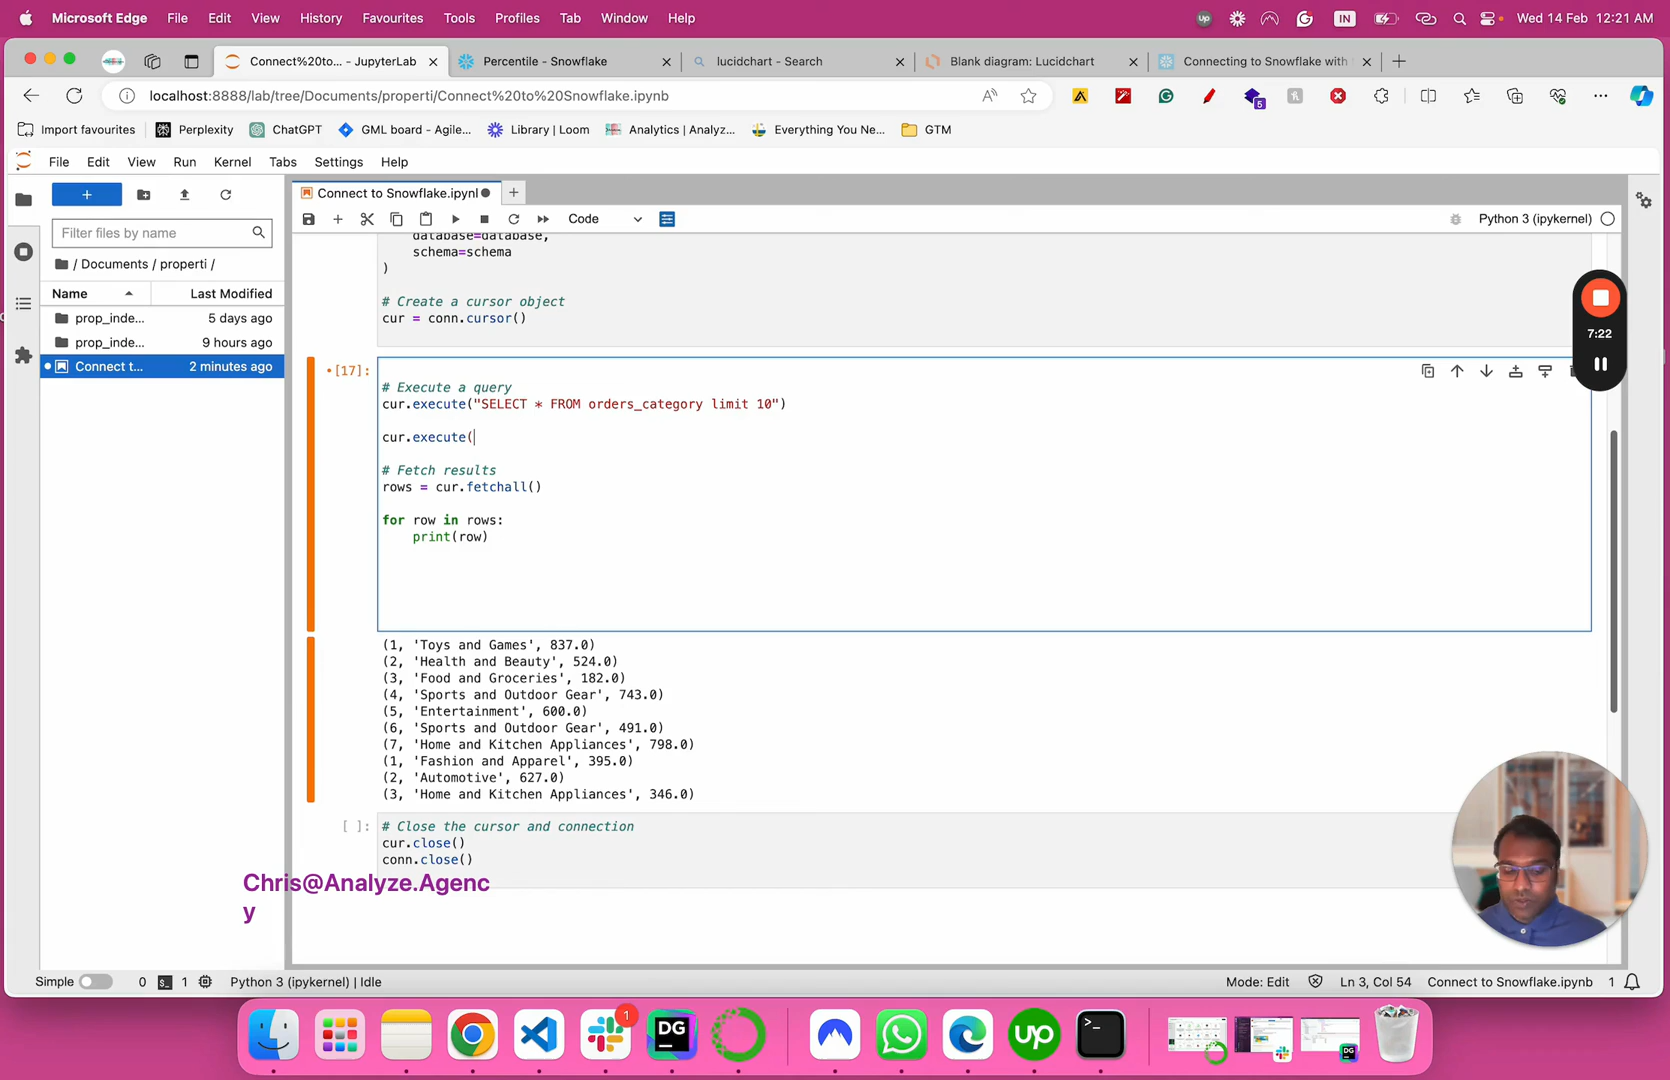 Microsoft Edge File Edit View History Favourites Tools Profiles Tab Window Help
up IN Wed 14 Feb 12:21 AM
Connect%20to... - JupyterLab
Percentile - Snowflake
lucidchart - Search
Blank diagram: Lucidchart
Connecting to Snowflake with
localhost:8888/lab/tree/Documents/properti/Connect%20to%20Snowflake.ipynb
5
Import favourites
Perplexity
ChatGPT
GML board - Agile...
Library | Loom
Analytics | Analyz...
Everything You Ne...
GTM
File Edit View Run Kernel Tabs Settings Help
Connect to Snowflake.ipynl
Code
Python 3 (ipykernel)
Filter files by name
/ Documents / properti /
Name Last Modified
prop_inde... 5 days ago
prop_inde... 9 hours ago
Connect t... 2 minutes ago
database=database,
schema=schema
)
# Create a cursor object
cur = conn.cursor()
7:22
[17]:
# Execute a query
cur.execute("SELECT * FROM orders_category limit 10")
cur.execute(
# Fetch results
rows = cur.fetchall()
for row in rows:
print(row)
(1, 'Toys and Games', 837.0)
(2, 'Health and Beauty', 524.0)
(3, 'Food and Groceries', 182.0)
(4, 'Sports and Outdoor Gear', 743.0)
(5, 'Entertainment', 600.0)
(6, 'Sports and Outdoor Gear', 491.0)
(7, 'Home and Kitchen Appliances', 798.0)
(1, 'Fashion and Apparel', 395.0)
(2, 'Automotive', 627.0)
(3, 'Home and Kitchen Appliances', 346.0)
[ ]:
# Close the cursor and connection
cur.close()
conn.close()
Chris@Analyze.Agenc
y
Simple 0 1 Python 3 (ipykernel) | Idle
Mode: Edit Ln 3, Col 54 Connect to Snowflake.ipynb 1
1
DG
up
>_
DG